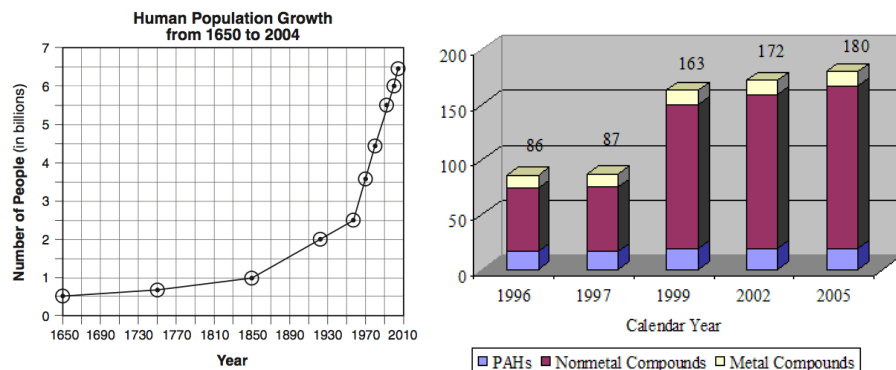 Human Population Growth
from 1650 to 2004
Number of People (in billions)
7
6
5
4
3
2
1
0
1650 1690 1730 1770 1810 1850 1890 1930 1970 2010
Year
200
150
100
50
0
86
87
163
172
180
1996 1997 1999 2002 2005
Calendar Year
PAHs Nonmetal Compounds Metal Compounds